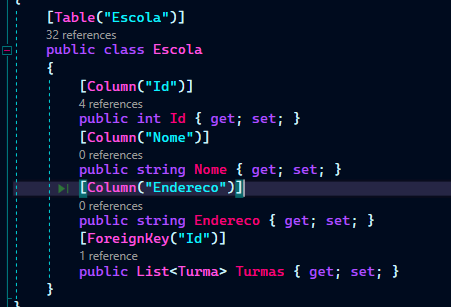 {
[Table("Escola")]
32 references
public class Escola
{
[Column("Id")]
4 references
public int Id { get; set; }
[Column("Nome")]
0 references
public string Nome { get; set; }
[Column("Endereco")]
0 references
public string Endereco { get; set; }
[ForeignKey("Id")]
1 reference
public List<Turma> Turmas { get; set; }
}
}